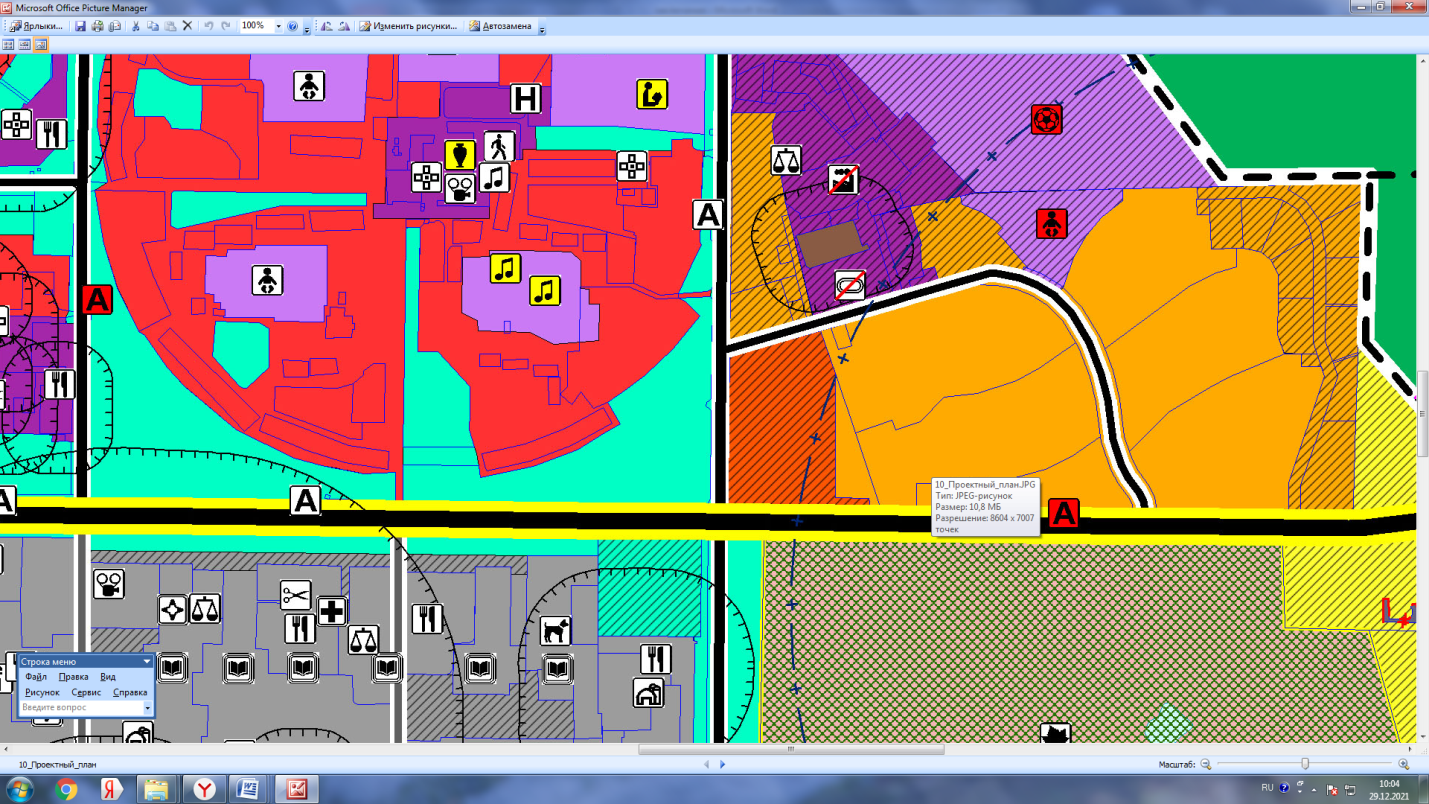 Microsoft Office Picture Manager
Ярлыки...
100%
Изменить рисунки...
Автозамена
H
A
A
10_Проектный_план.JPG
Тип: JPEG-рисунок
Размер: 10,8 МБ
Разрешение: 8604 x 7007
точек
A
A
A
Строка меню
Файл Правка Вид
Рисунок Сервис Справка
Введите вопрос
10_Проектный_план
Масштаб:
RU
10:04
29.12.2021